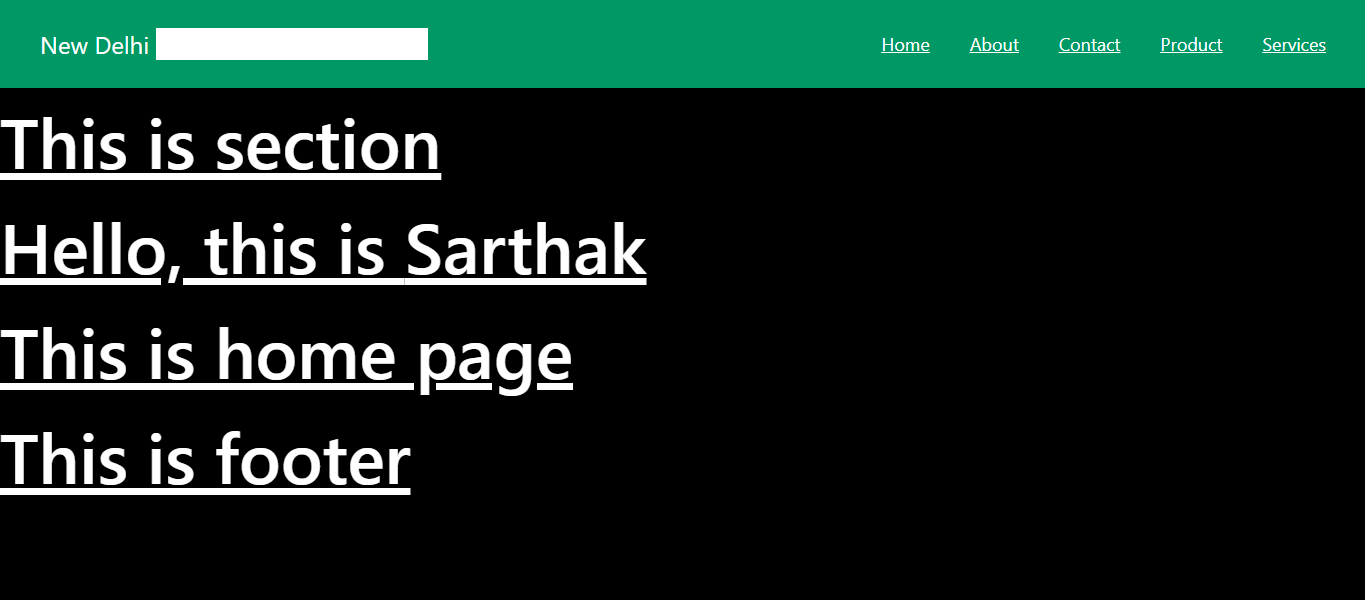 New Delhi Home About Contact Product Services
This is section
Hello, this is Sarthak
This is home page
This is footer